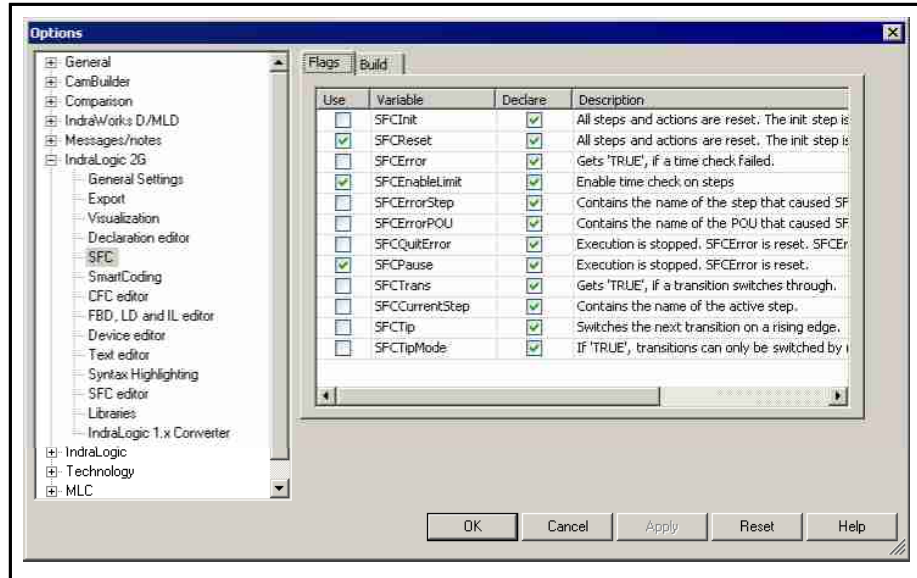 Options
General
CamBuilder
Comparison
IndraWorks D/MLD
Messages/notes
IndraLogic 2G
General Settings
Export
Visualization
Declaration editor
SFC
SmartCoding
CFC editor
FBD, LD and IL editor
Device editor
Text editor
Syntax Highlighting
SFC editor
Libraries
IndraLogic 1.x Converter
IndraLogic
Technology
MLC
Flags Build
Use Variable Declare Description
SFCInit All steps and actions are reset. The init step is
SFCReset All steps and actions are reset. The init step is
SFCError Gets 'TRUE', if a time check failed.
SFCEnableLimit Enable time check on steps
SFCErrorStep Contains the name of the step that caused SF
SFCErrorPOU Contains the name of the POU that caused SF
SFCQuitError Execution is stopped. SFCError is reset. SFCEr
SFCPause Execution is stopped. SFCError is reset.
SFCTrans Gets 'TRUE', if a transition switches through.
SFCCurrentStep Contains the name of the active step.
SFCTip Switches the next transition on a rising edge.
SFCTipMode If 'TRUE', transitions can only be switched by
OK Cancel Apply Reset Help